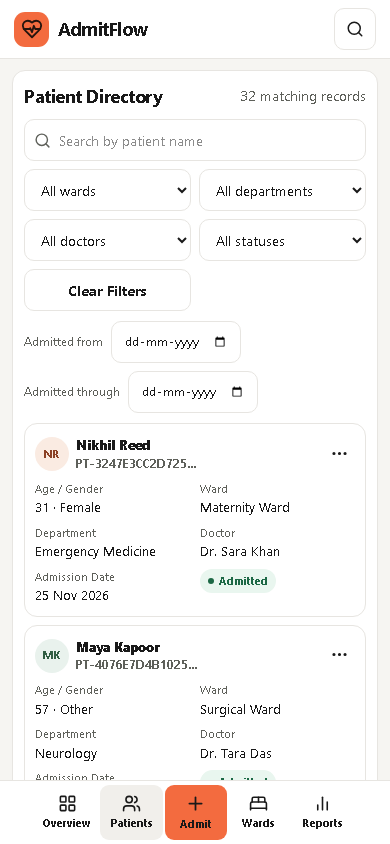 AdmitFlow
Patient Directory 32 matching records
Search by patient name
All wards All departments
All doctors All statuses
Clear Filters
Admitted from dd-mm-yyyy
Admitted through dd-mm-yyyy
NR Nikhil Reed
PT-3247E3CC2D725...
Age / Gender Ward
31 · Female Maternity Ward
Department Doctor
Emergency Medicine Dr. Sara Khan
Admission Date Admitted
25 Nov 2026
MK Maya Kapoor
PT-4076E7D4B1025...
Age / Gender Ward
57 · Other Surgical Ward
Department Doctor
Neurology Dr. Tara Das
Admission Date Admitted
Overview Patients Admit Wards Reports